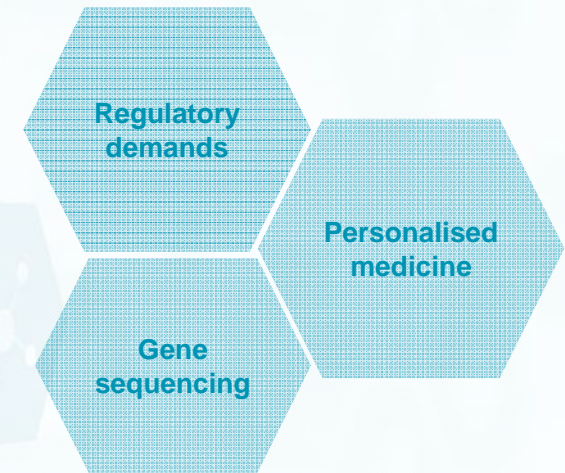 Regulatory
demands
Personalised
medicine
Gene
sequencing